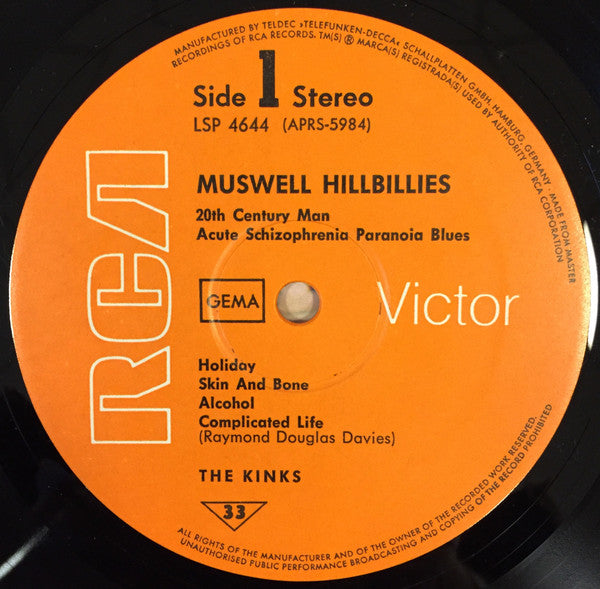 MANUFACTURED BY TELDEC »TELEFUNKEN-DECCA« SCHALLPLATTEN GMBH, HAMBURG, GERMANY · MADE FROM MASTER
RECORDINGS OF RCA RECORDS. TM(S) ® MARCA(S) REGISTRADA(S) USED BY AUTHORITY OF RCA CORPORATION
Side 1 Stereo
LSP 4644 (APRS-5984)
RCA
MUSWELL HILLBILLIES
20th Century Man
Acute Schizophrenia Paranoia Blues
GEMA
Victor
Holiday
Skin And Bone
Alcohol
Complicated Life
(Raymond Douglas Davies)
THE KINKS
33
ALL RIGHTS OF THE MANUFACTURER AND OF THE OWNER OF THE RECORDED WORK RESERVED.
UNAUTHORISED PUBLIC PERFORMANCE BROADCASTING AND COPYING OF THE RECORD PROHIBITED